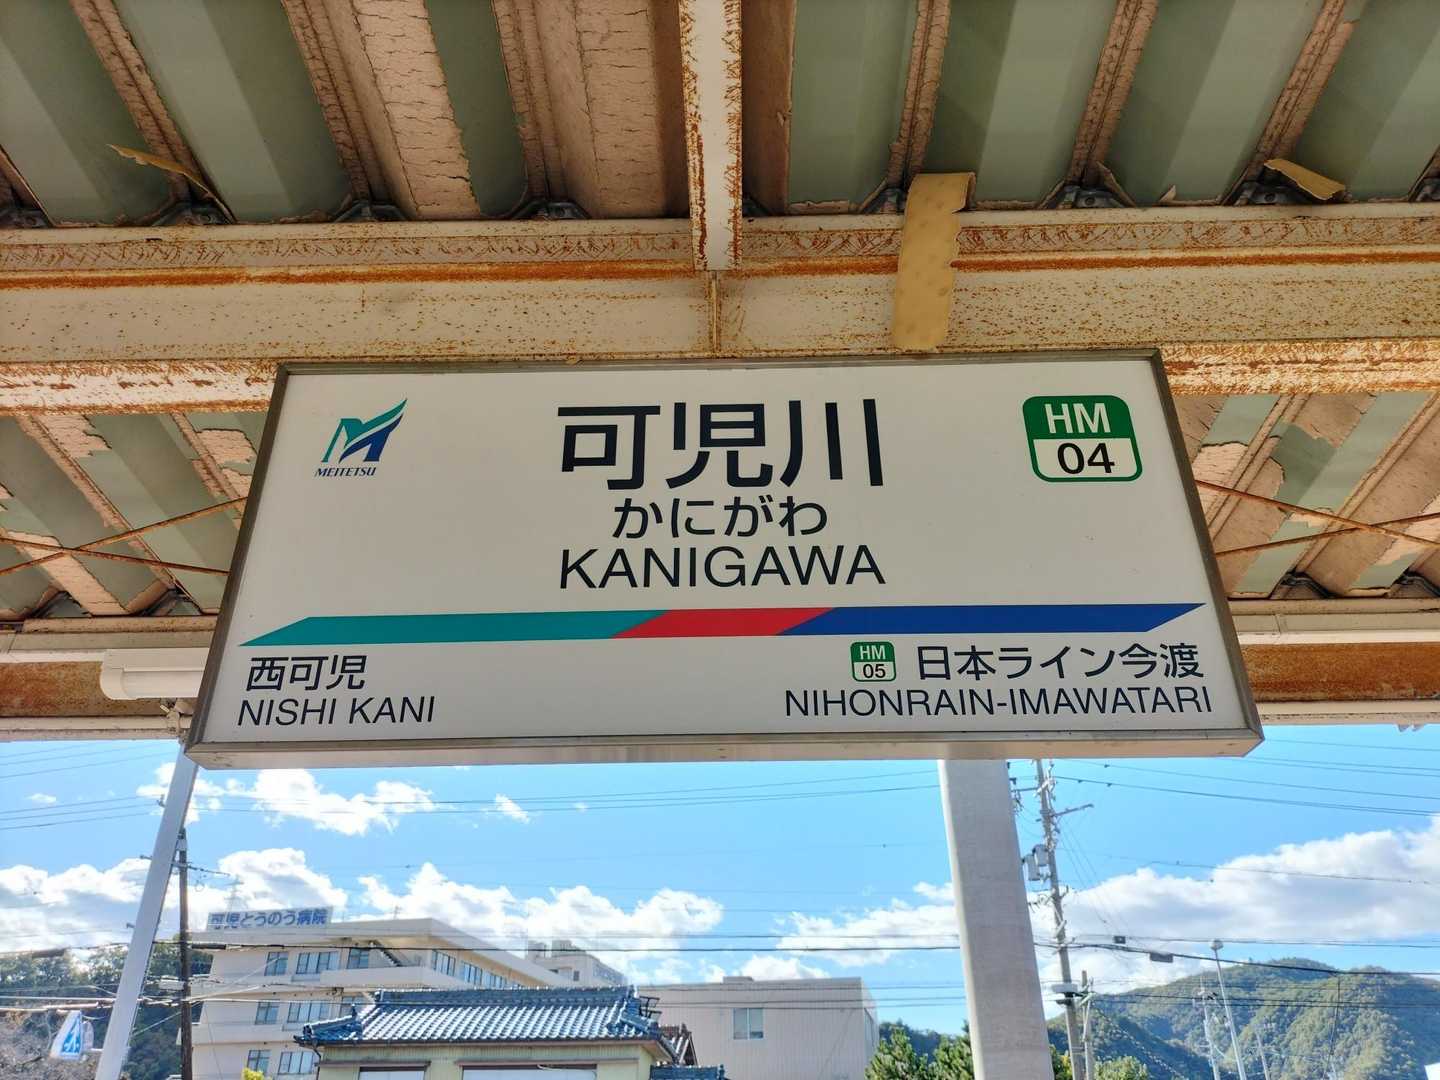 MEITETSU
可児川
HM
04
かにがわ
KANIGAWA
西可児
NISHI KANI
HM
05
日本ライン今渡
NIHONRAIN-IMAWATARI
可児とうのう病院